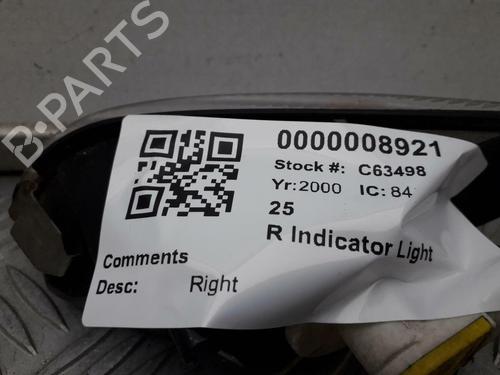 B-PARTS
0000008921
Stock #: C63498
Yr:2000 IC: 84
25
R Indicator Light
Comments
Desc: Right